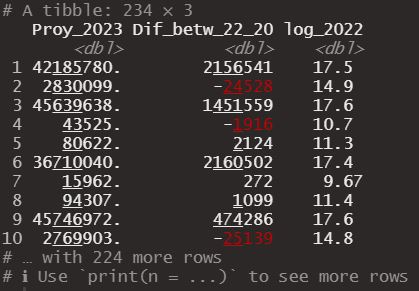 # A tibble: 234 × 3
Proy_2023 Dif_betw_22_20 log_2022
<dbl> <dbl> <dbl>
1 42185780. 2156541 17.5
2 2830099. -24528 14.9
3 45639638. 1451559 17.6
4 43525. -1916 10.7
5 80622. 2124 11.3
6 36710040. 2160502 17.4
7 15962. 272 9.67
8 94307. 1099 11.4
9 45746972. 474286 17.6
10 2769903. -25139 14.8
# … with 224 more rows
# ℹ Use `print(n = ...)` to see more rows